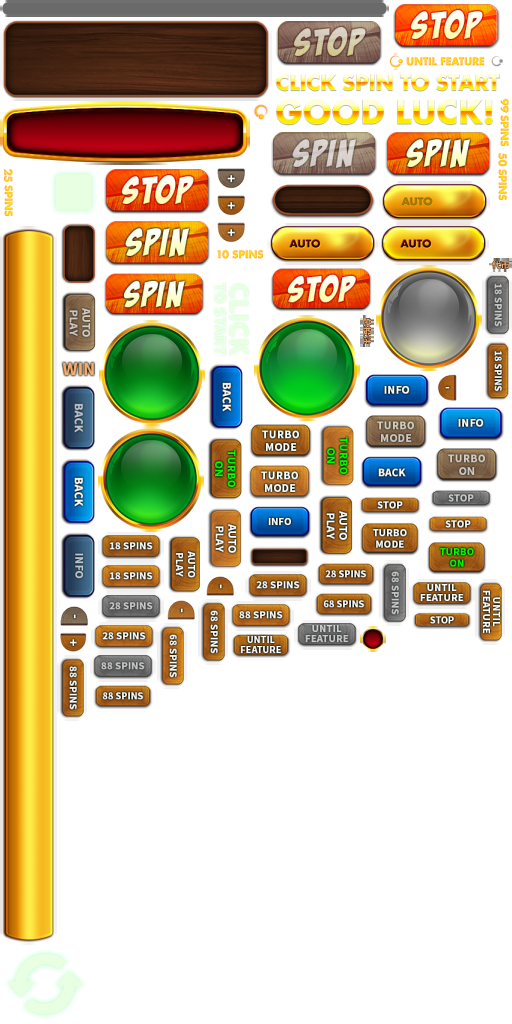 STOP
STOP
UNTIL FEATURE
CLICK SPIN TO START
GOOD LUCK!
99 SPINS
SPIN
SPIN
50 SPINS
25 SPINS
STOP
+
AUTO
+
SPIN
+
AUTO
AUTO
10 SPINS
SPIN
STOP
CLICK
TO START
18 SPINS
AUTO
PLAY
WIN
18 SPINS
BACK
BACK
INFO
-
INFO
TURBO
MODE
TURBO
MODE
TURBO
ON
TURBO
ON
TURBO
ON
BACK
BACK
TURBO
MODE
STOP
STOP
AUTO
PLAY
AUTO
PLAY
INFO
STOP
TURBO
MODE
INFO
18 SPINS
AUTO
PLAY
TURBO
ON
18 SPINS
28 SPINS
28 SPINS
68 SPINS
-
UNTIL
FEATURE
UNTIL
FEATURE
28 SPINS
-
-
68 SPINS
88 SPINS
68 SPINS
STOP
+
28 SPINS
68 SPINS
UNTIL
FEATURE
UNTIL
FEATURE
88 SPINS
88 SPINS
88 SPINS